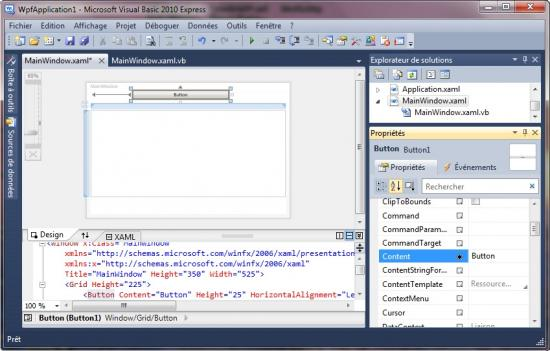 WpfApplication1 - Microsoft Visual Basic 2010 Express
Fichier Edition Affichage Projet Déboguer Données Outils Fenêtre ?
Boîte à outils
Sources de données
MainWindow.xaml* MainWindow.xaml.vb
MainWindow
Button
Design XAML
<Window x:Class="MainWindow"
xmlns="http://schemas.microsoft.com/winfx/2006/xaml/presentation
xmlns:x="http://schemas.microsoft.com/winfx/2006/xaml"
Title="MainWindow" Height="350" Width="525">
<Grid Height="225">
<Button Content="Button" Height="25" HorizontalAlignment="Le
100 %
Button (Button1) Window/Grid/Button
Explorateur de solutions
Application.xaml
MainWindow.xaml
MainWindow.xaml.vb
Propriétés
Button Button1
Propriétés Événements
Rechercher
ClipToBounds
Command
CommandParam...
CommandTarget
Content Button
ContentStringFor...
ContentTemplate Ressource...
ContextMenu
Cursor
DataContext Liaison...
Prêt